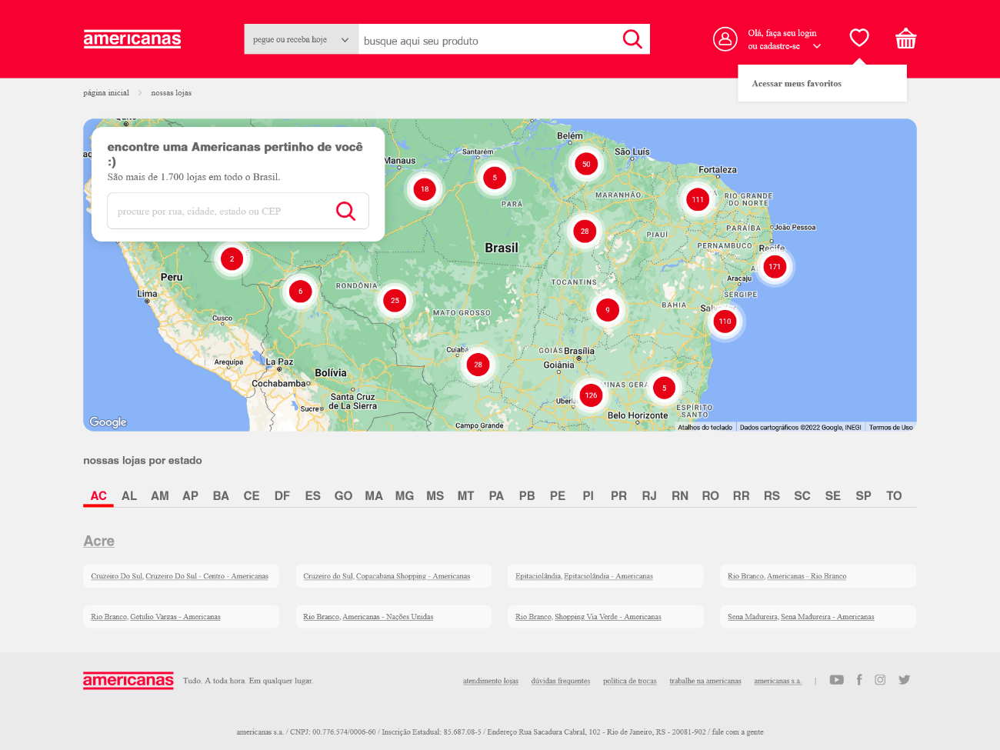 americanas
pegue ou receba hoje
busque aqui seu produto
Olá, faça seu login
ou cadastre-se
Acessar meus favoritos
página inicial
nossas lojas
encontre uma Americanas pertinho de você
:)
São mais de 1.700 lojas em todo o Brasil.
procure por rua, cidade, estado ou CEP
Manaus
Santarém
Belém
São Luís
Fortaleza
18
5
50
111
PARÁ
MARANHÃO
RIO GRANDE
DO NORTE
28
PIAUÍ
PARAÍBA
João Pessoa
PERNAMBUCO
Recife
Brasil
2
171
Peru
Lima
6
RONDÔNIA
25
TOCANTINS
Aracaju
SERGIPE
BAHIA
9
MATO GROSSO
110
Cusco
Cuiabá
28
GOIÁS
Brasília
Goiânia
Arequipa
La Paz
Bolívia
Cochabamba
Santa Cruz
de La Sierra
Sucre
126
MINAS GERA
5
ESPÍRITO
SANTO
Belo Horizonte
Campo Grande
Google
Atalhos do teclado
Dados cartográficos ©2022 Google, INEGI
Termos de Uso
nossas lojas por estado
AC AL AM AP BA CE DF ES GO MA MG MS MT PA PB PE PI PR RJ RN RO RR RS SC SE SP TO
Acre
Cruzeiro Do Sul, Cruzeiro Do Sul - Centro - Americanas
Cruzeiro do Sul, Copacabana Shopping - Americanas
Epitaciolândia, Epitaciolândia - Americanas
Rio Branco, Americanas - Rio Branco
Rio Branco, Getulio Vargas - Americanas
Rio Branco, Americanas - Nações Unidas
Rio Branco, Shopping Via Verde - Americanas
Sena Madureira, Sena Madureira - Americanas
americanas
Tudo. A toda hora. Em qualquer lugar.
atendimento lojas
dúvidas frequentes
política de trocas
trabalhe na americanas
americanas s.a.
|
americanas s.a. / CNPJ: 00.776.574/0006-60 / Inscrição Estadual: 85.687.08-5 / Endereço Rua Sacadura Cabral, 102 - Rio de Janeiro, RS - 20081-902 / fale com a gente